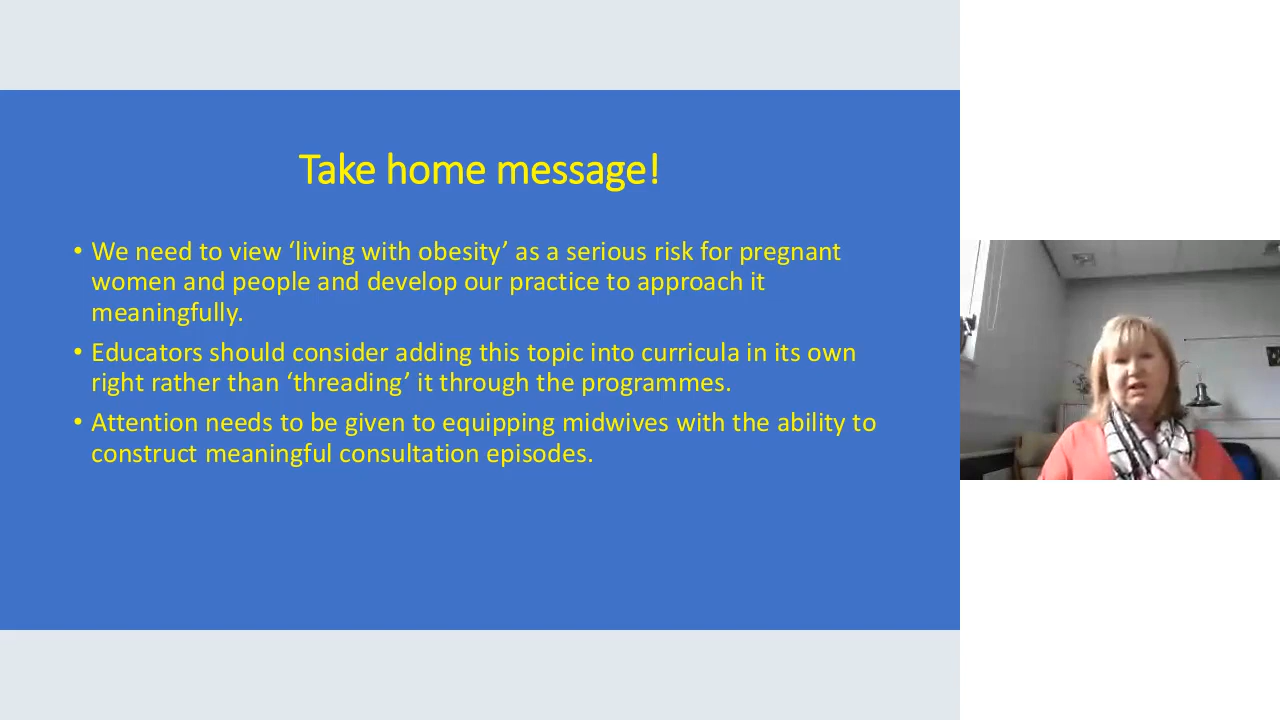 Take home message!
• We need to view ‘living with obesity’ as a serious risk for pregnant
women and people and develop our practice to approach it
meaningfully.
• Educators should consider adding this topic into curricula in its own
right rather than ‘threading’ it through the programmes.
• Attention needs to be given to equipping midwives with the ability to
construct meaningful consultation episodes.